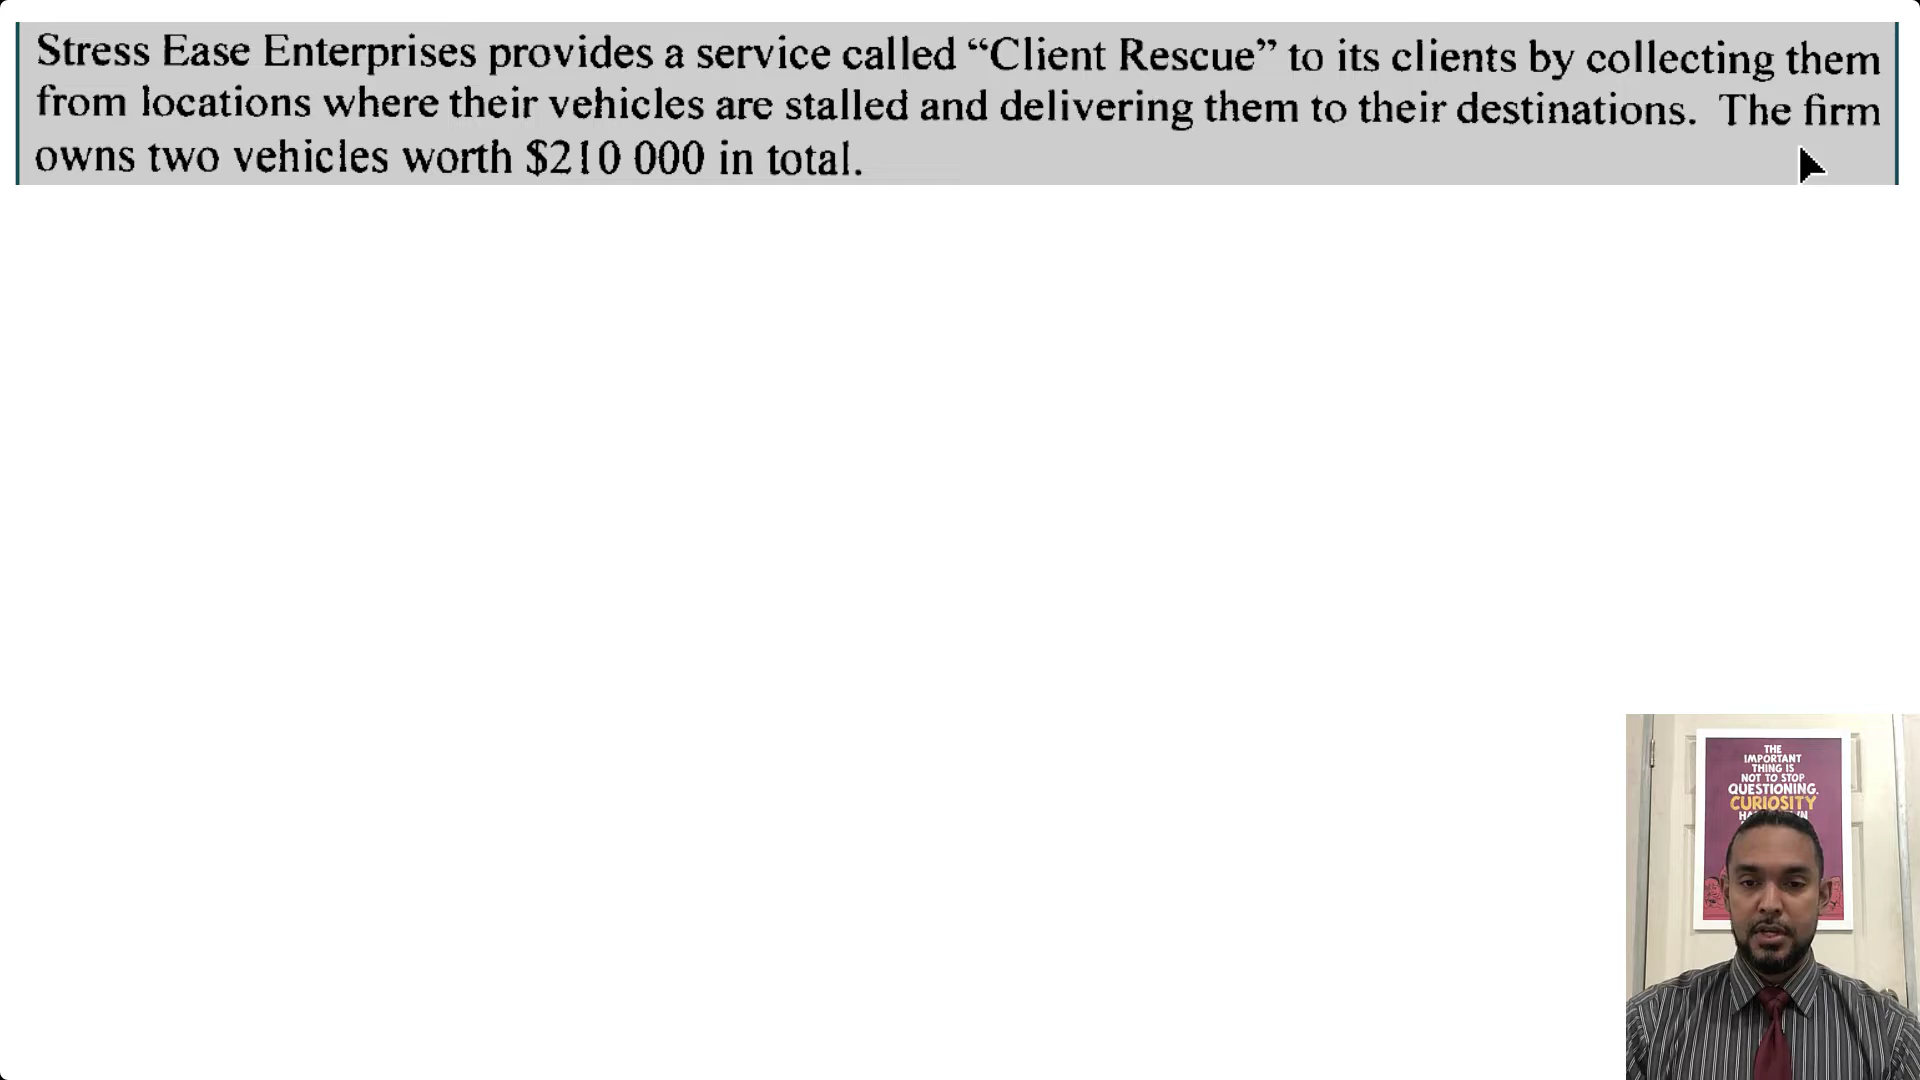 Stress Ease Enterprises provides a service called “Client Rescue” to its clients by collecting them
from locations where their vehicles are stalled and delivering them to their destinations. The firm
owns two vehicles worth $210 000 in total.
THE
IMPORTANT
THING IS
NOT TO STOP
QUESTIONING.
CURIOSITY